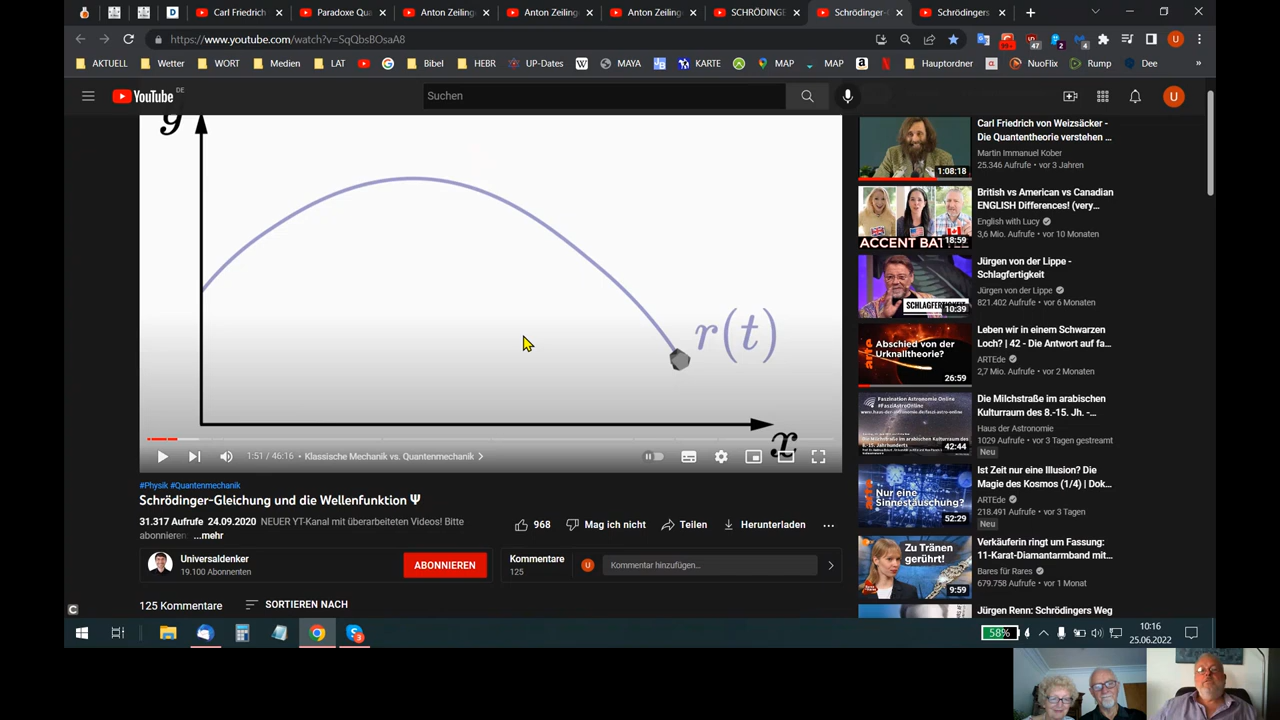 Carl Friedrich
Paradoxe Qua
Anton Zeiling
Anton Zeiling
Anton Zeiling
SCHRÖDINGE
Schrödinger-
Schrödingers
https://www.youtube.com/watch?v=SqQbsBOsaA8
99+
47
2
4
U
AKTUELL
Wetter
WORT
Medien
LAT
Bibel
HEBR
UP-Dates
W
MAYA
KARTE
MAP
MAP
a
Hauptordner
NuoFlix
Rump
Dee
»
YouTube DE
Suchen
U
y
r(t)
x
1:51 / 46:16 • Klassische Mechanik vs. Quantenmechanik
#Physik #Quantenmechanik
Schrödinger-Gleichung und die Wellenfunktion Ψ
31.317 Aufrufe 24.09.2020 NEUER YT-Kanal mit überarbeiteten Videos! Bitte
abonnieren ...mehr
968
Mag ich nicht
Teilen
Herunterladen
Universaldenker
19.100 Abonnenten
ABONNIEREN
Kommentare
125
U
Kommentar hinzufügen...
125 Kommentare
SORTIEREN NACH
1:08:18
Carl Friedrich von Weizsäcker -
Die Quantentheorie verstehen ...
Martin Immanuel Kober
25.346 Aufrufe • vor 3 Jahren
ACCENT BAT
18:59
British vs American vs Canadian
ENGLISH Differences! (very...
English with Lucy
3,6 Mio. Aufrufe • vor 10 Monaten
SCHLAGFERTIGKEIT
10:39
Jürgen von der Lippe -
Schlagfertigkeit
Jürgen von der Lippe
821.402 Aufrufe • vor 6 Monaten
Abschied von der
Urknalltheorie?
26:59
Leben wir in einem Schwarzen
Loch? | 42 - Die Antwort auf fa...
ARTEde
2,7 Mio. Aufrufe • vor 2 Monaten
Faszination Astronomie Online
#FasziAstroOnline
42:44
Die Milchstraße im arabischen
Kulturraum des 8.-15. Jh. -...
Haus der Astronomie
1029 Aufrufe • vor 3 Tagen gestreamt
Neu
Nur eine
Sinnestäuschung?
52:29
Ist Zeit nur eine Illusion? Die
Magie des Kosmos (1/4) | Dok...
ARTEde
218.491 Aufrufe • vor 3 Tagen
Neu
Zu Tränen
gerührt!
9:59
Verkäuferin ringt um Fassung:
11-Karat-Diamantarmband mit...
Bares für Rares
679.758 Aufrufe • vor 1 Monat
Jürgen Renn: Schrödingers Weg
58%
10:16
25.06.2022